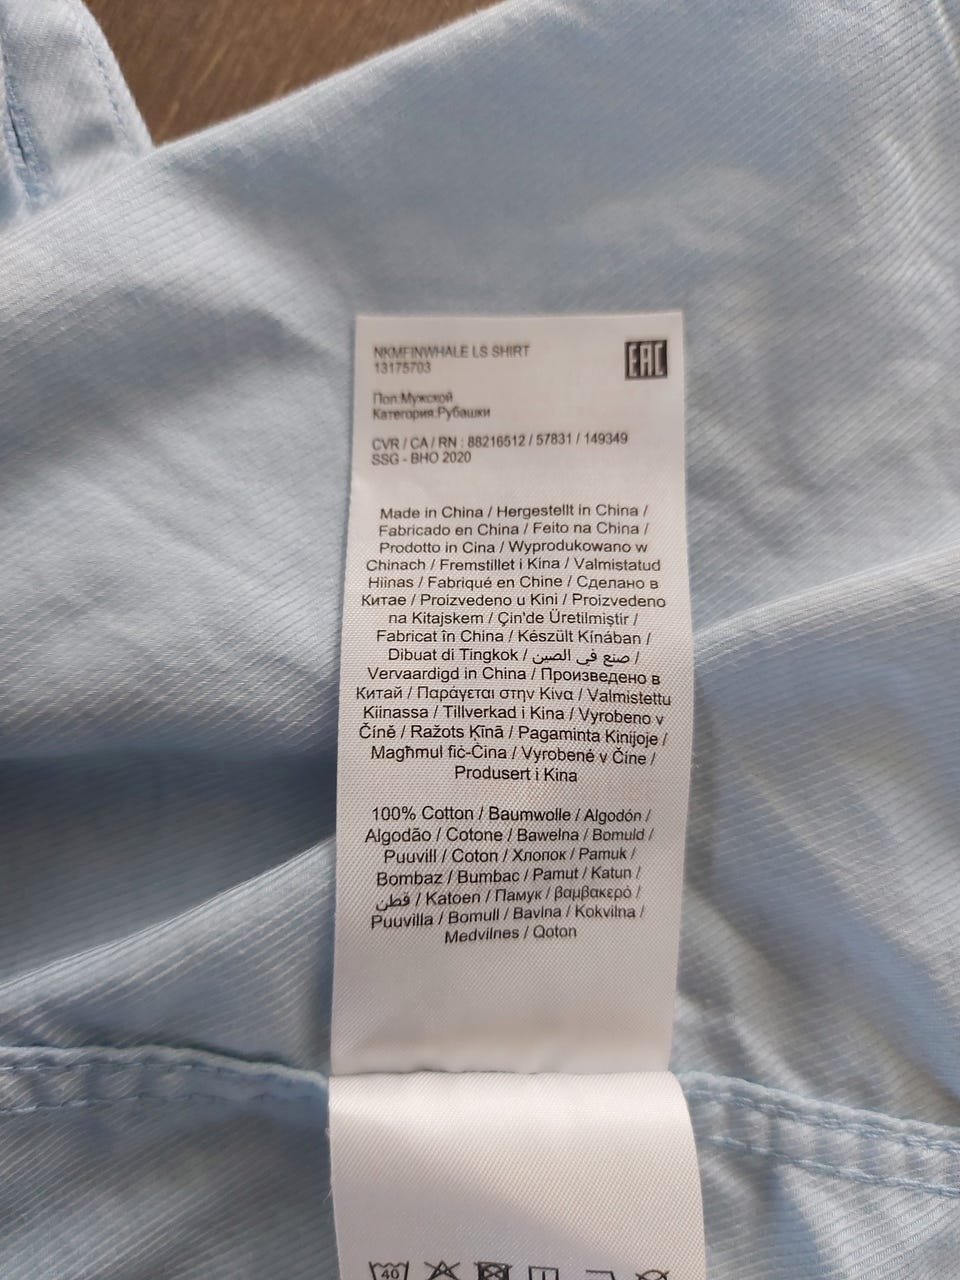 NKMFINWHALE LS SHIRT
13175703
EAC
Пол:Мужской
Категория:Рубашки
CVR / CA / RN : 88216512 / 57831 / 149349
SSG - BHO 2020
Made in China / Hergestellt in China /
Fabricado en China / Feito na China /
Prodotto in Cina / Wyprodukowano w
Chinach / Fremstillet i Kina / Valmistatud
Hiinas / Fabriqué en Chine / Сделано в
Китае / Proizvedeno u Kini / Proizvedeno
na Kitajskem / Çin'de Üretilmiştir /
Fabricat în China / Készült Kínában /
Dibuat di Tingkok / صنع في الصين /
Vervaardigd in China / Произведено в
Китай / Παράγεται στην Κίνα / Valmistettu
Kiinassa / Tillverkad i Kina / Vyrobeno v
Číně / Ražots Ķīnā / Pagaminta Kinijoje /
Magħmul fiċ-Ċina / Vyrobené v Číne /
Produsert i Kina
100% Cotton / Baumwolle / Algodón /
Algodão / Cotone / Bawełna / Bomuld /
Puuvill / Coton / Хлопок / Pamuk /
Bombaz / Bumbac / Pamut / Katun /
قطن / Katoen / Памук / βαμβακερό /
Puuvilla / Bomull / Bavlna / Kokvilna /
Medvilnės / Qoton
40